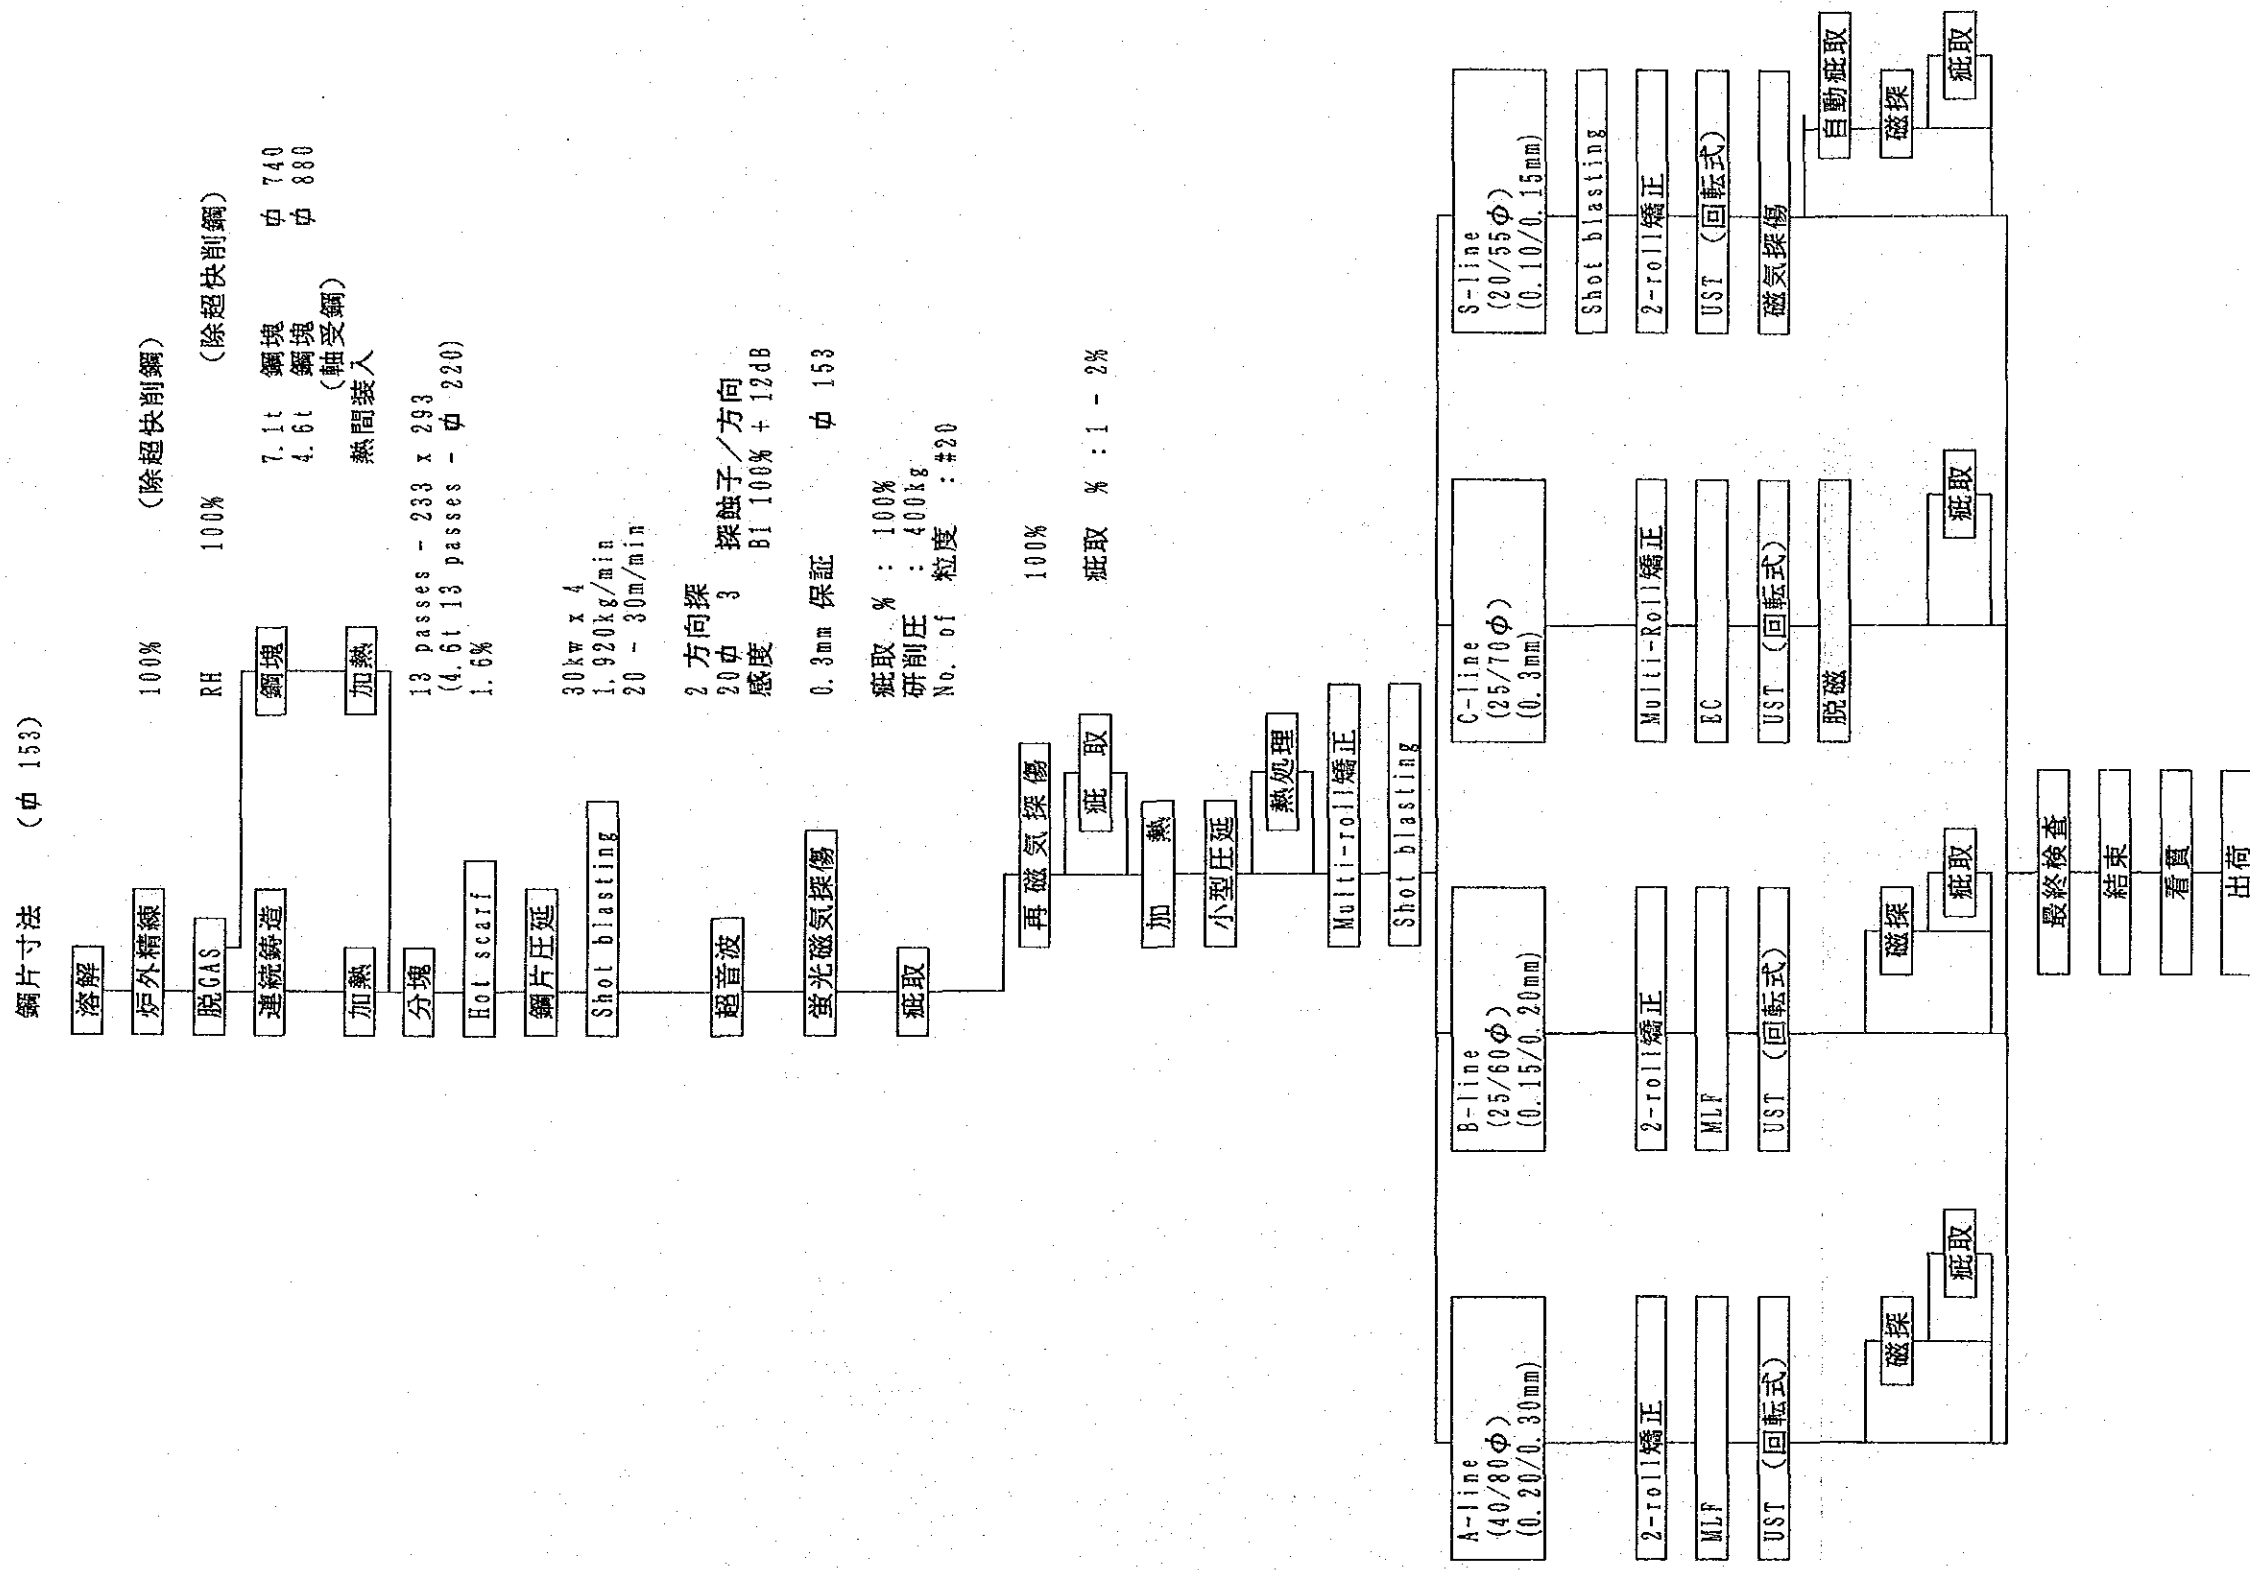 鋼片寸法 (中 153)
溶解
炉外精練 100% (除超快削鋼)
脱GAS RH 100% (除超快削鋼)
連続鋳造 鋼塊 7.1t 鋼塊 中 740
4.6t 鋼塊 中 880
(軸受鋼)
加熱 加熱 熱間装入
分塊 13 passes - 233 x 293
(4.6t 13 passes - 中 220)
Hot scarf 1.6%
鋼片圧延
Shot blasting 30kw x 4
1.920kg/min
20 - 30m/min
超音波 2 方向探
20中 3 探蝕子/方向
感度 B1 100% + 12dB
蛍光磁気探傷 0.3mm 保証 中 153
疵取 疵取 % : 100%
研削圧 : 400kg
No. of 粒度 :#20
再磁気探傷 100%
疵取 疵取 % :1 - 2%
加熱
小型圧延
熱処理
Multi-roll矯正
Shot blasting
A-line
(40/80φ)
(0.20/0.30mm)
2-roll矯正
MLF
UST (回転式)
磁探
疵取
B-line
(25/60φ)
(0.15/0.20mm)
2-roll矯正
MLF
UST (回転式)
磁探
疵取
C-line
(25/70φ)
(0.3mm)
Multi-Roll矯正
EC
UST (回転式)
脱磁
疵取
S-line
(20/55φ)
(0.10/0.15mm)
Shot blasting
2-roll矯正
UST (回転式)
磁気探傷
自動疵取
磁探
疵取
最終検査
結束
看貫
出荷